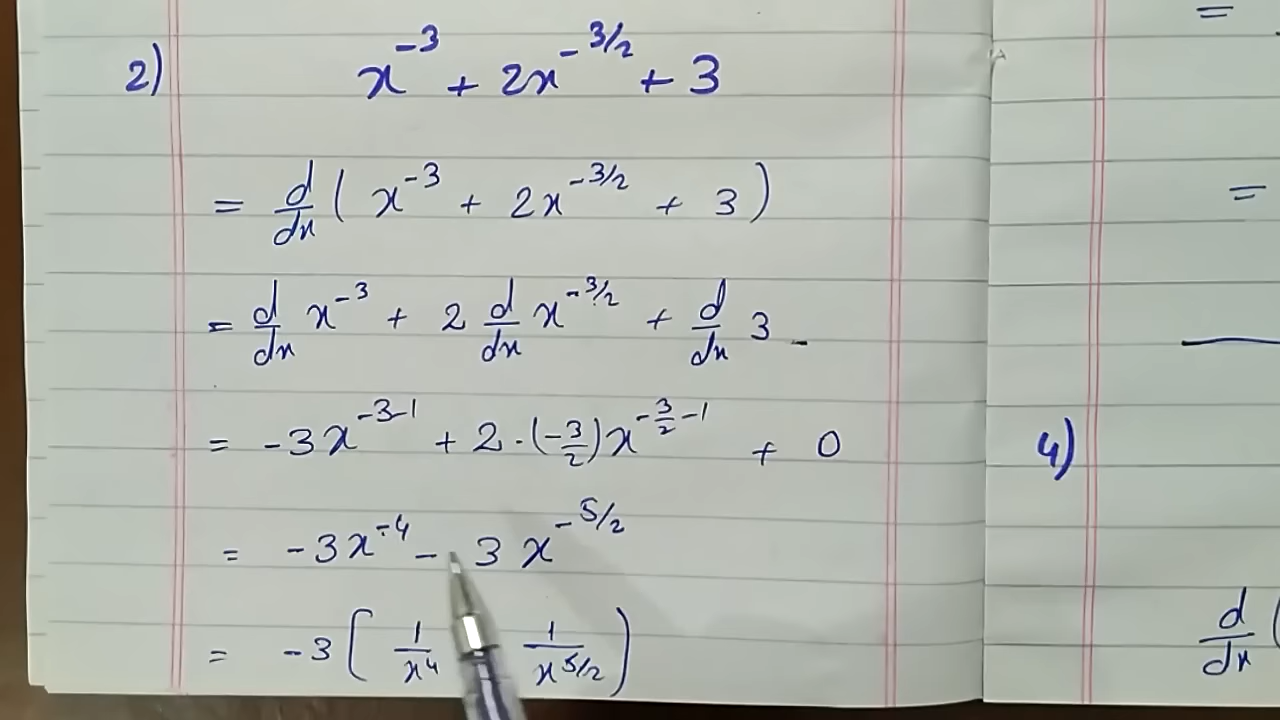 2) x^{-3} + 2x^{-3/2} + 3
= d/dx ( x^{-3} + 2x^{-3/2} + 3 )
= d/dx x^{-3} + 2 d/dx x^{-3/2} + d/dx 3
= -3x^{-3-1} + 2·(-3/2)x^{-3/2-1} + 0
= -3x^{-4} - 3x^{-5/2}
= -3 [ 1/x^4 1/x^{5/2} )
=
=
4)
d/dx (